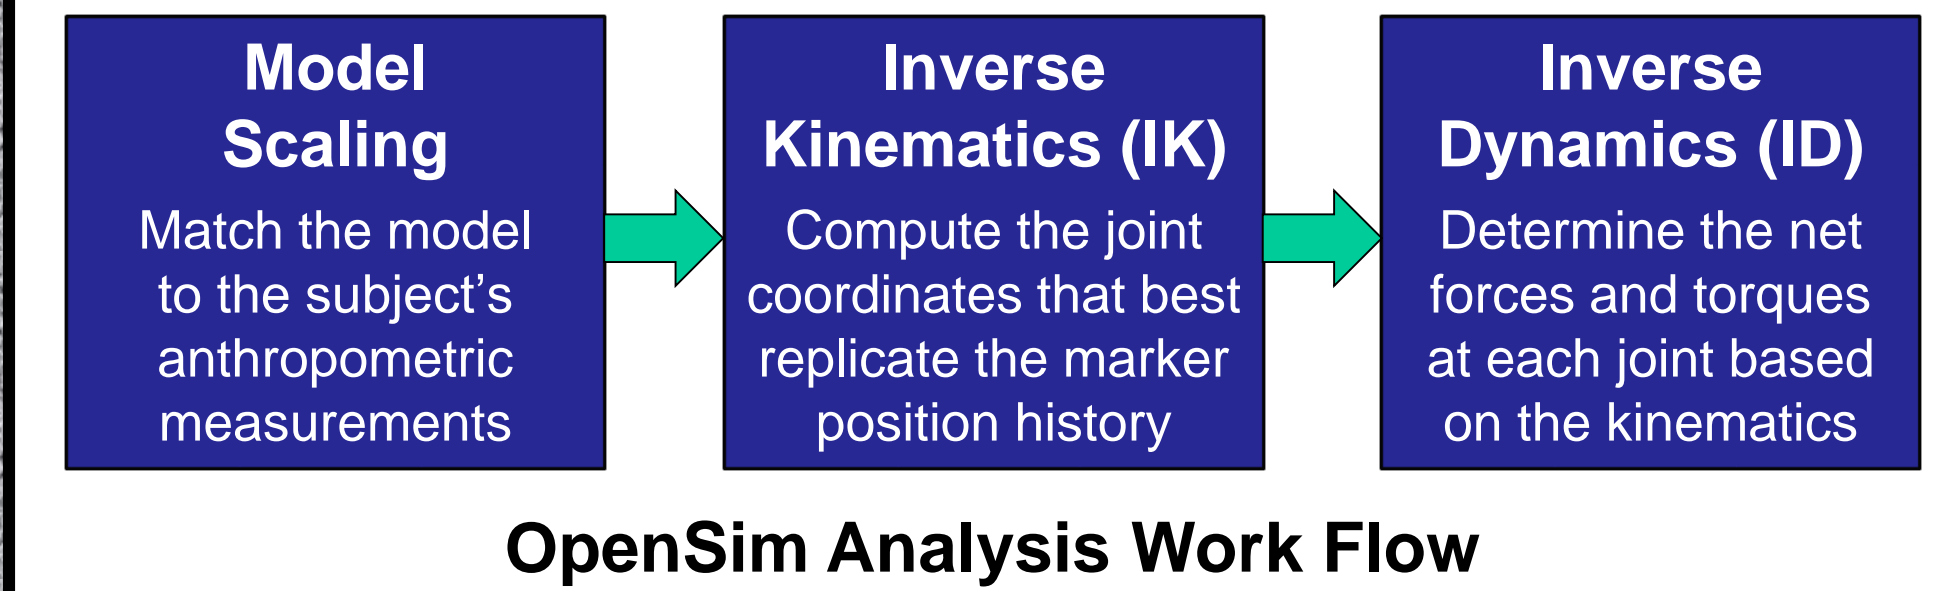 Model
Scaling
Match the model
to the subject’s
anthropometric
measurements
Inverse
Kinematics (IK)
Compute the joint
coordinates that best
replicate the marker
position history
Inverse
Dynamics (ID)
Determine the net
forces and torques
at each joint based
on the kinematics
OpenSim Analysis Work Flow